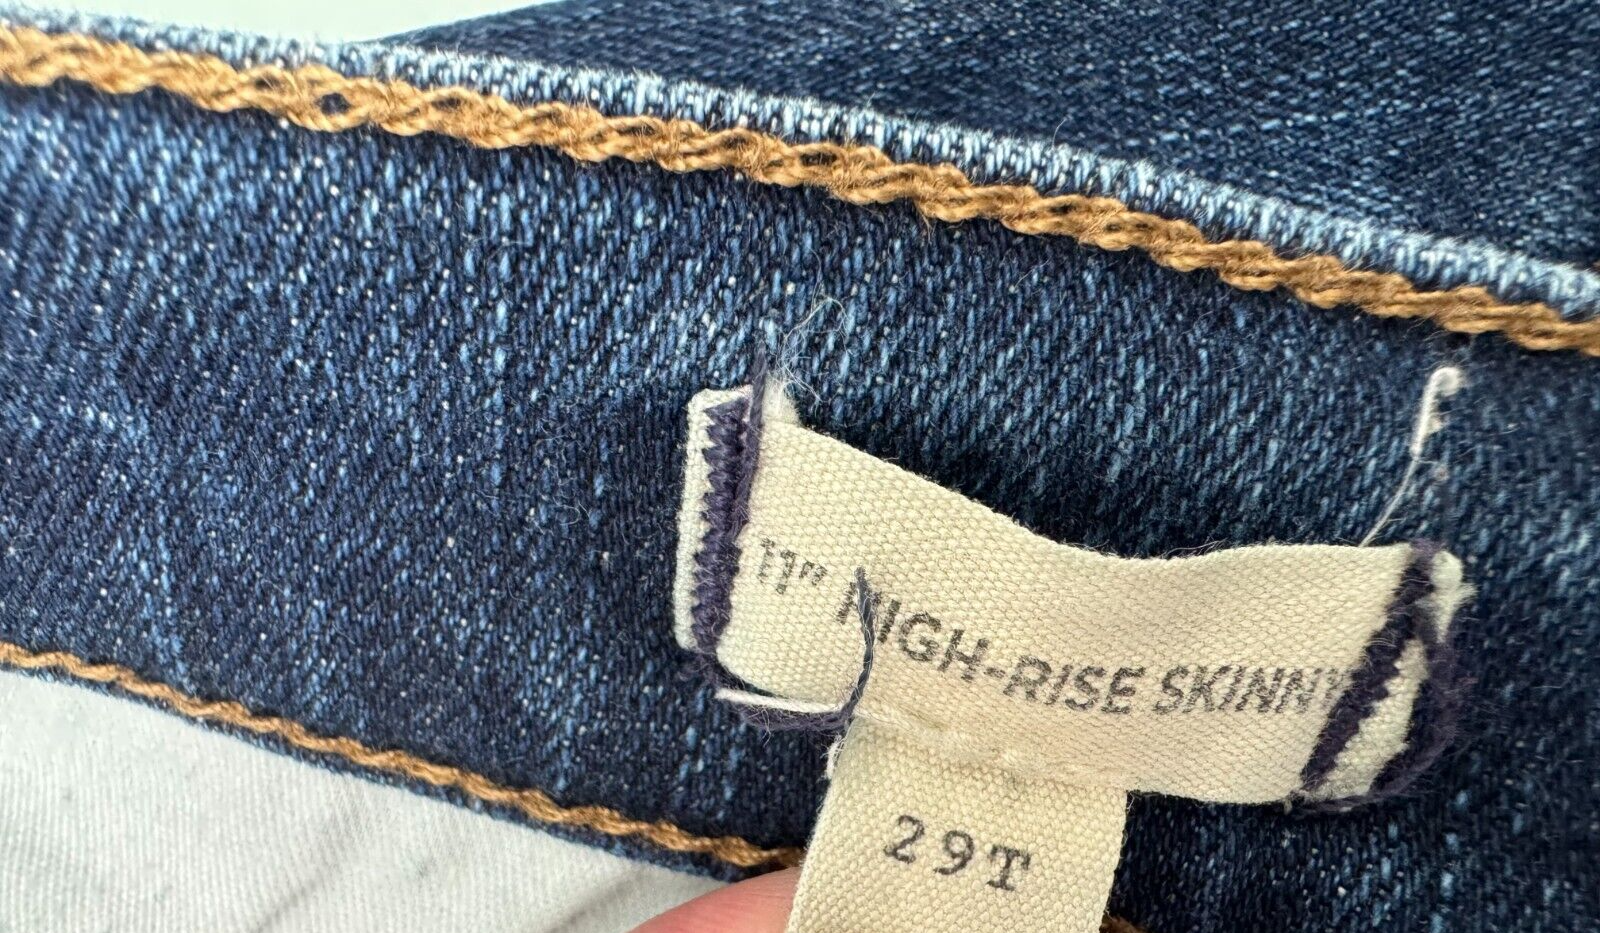 11" HIGH-RISE SKINNY
29T